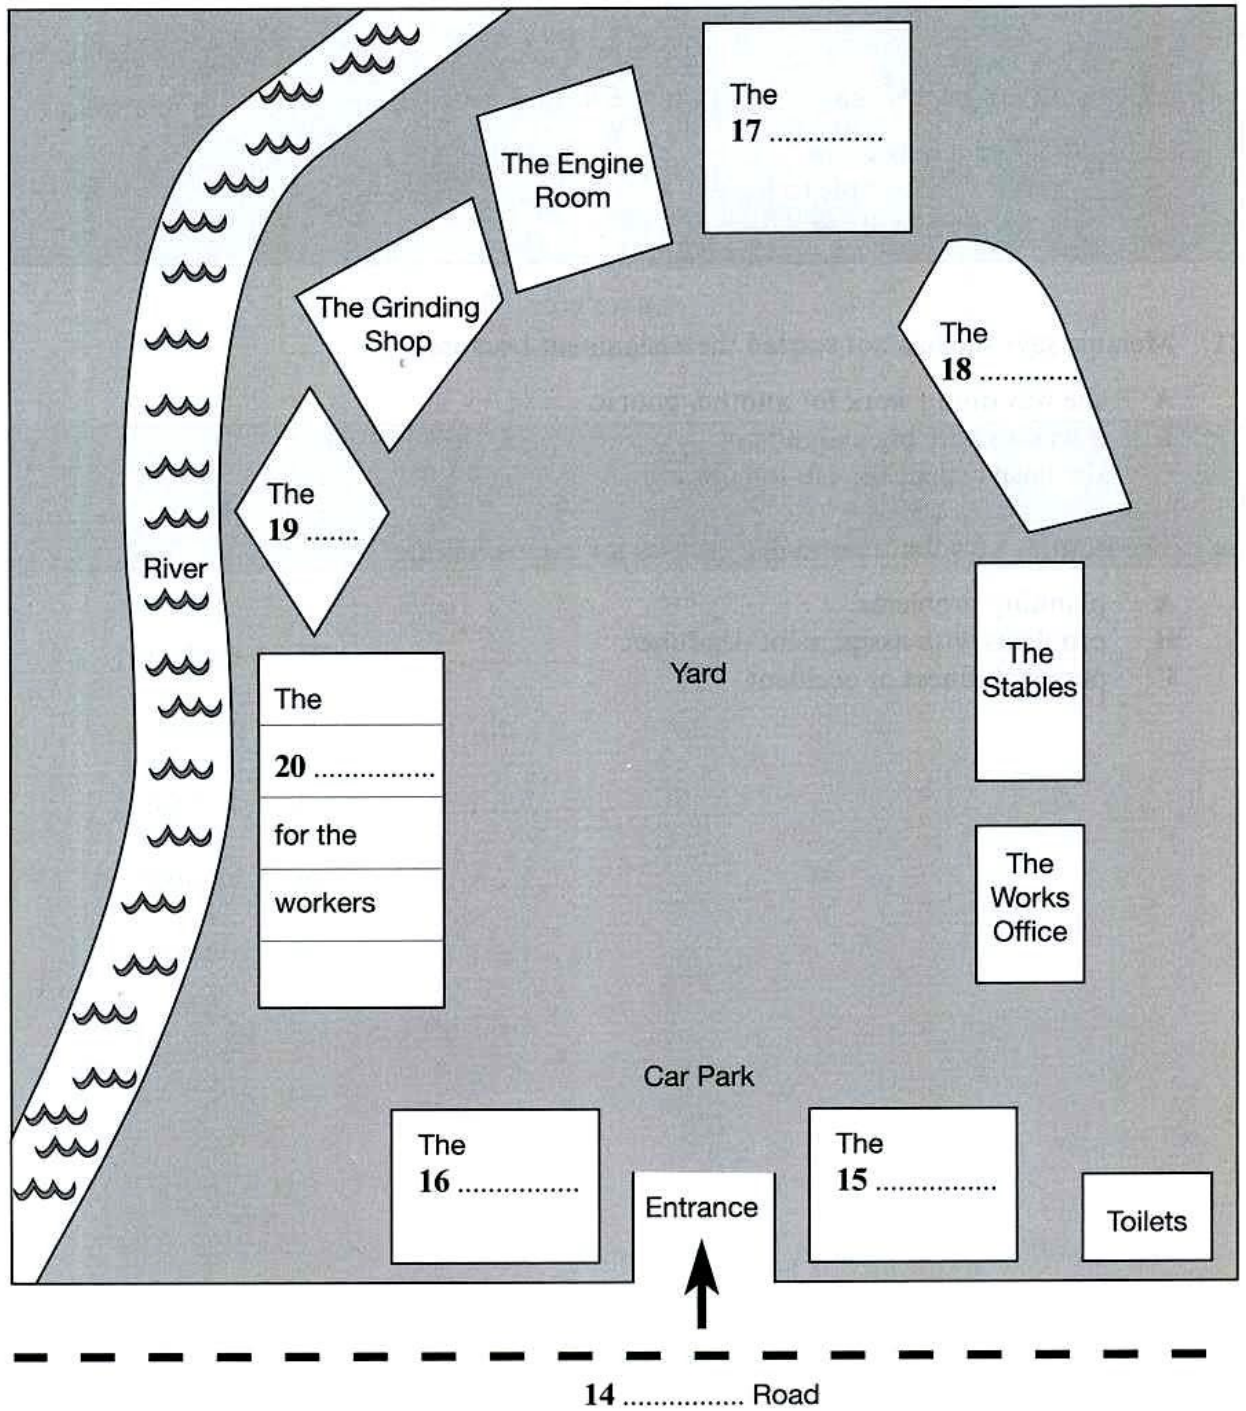 The
17 ................
The Engine
Room
The Grinding
Shop
The
18 ..............
The
19 .......
River
The
Stables
Yard
The
20 .................
for the
workers
The
Works
Office
Car Park
The
16 .................
Entrance
The
15 .................
Toilets
14 ................. Road